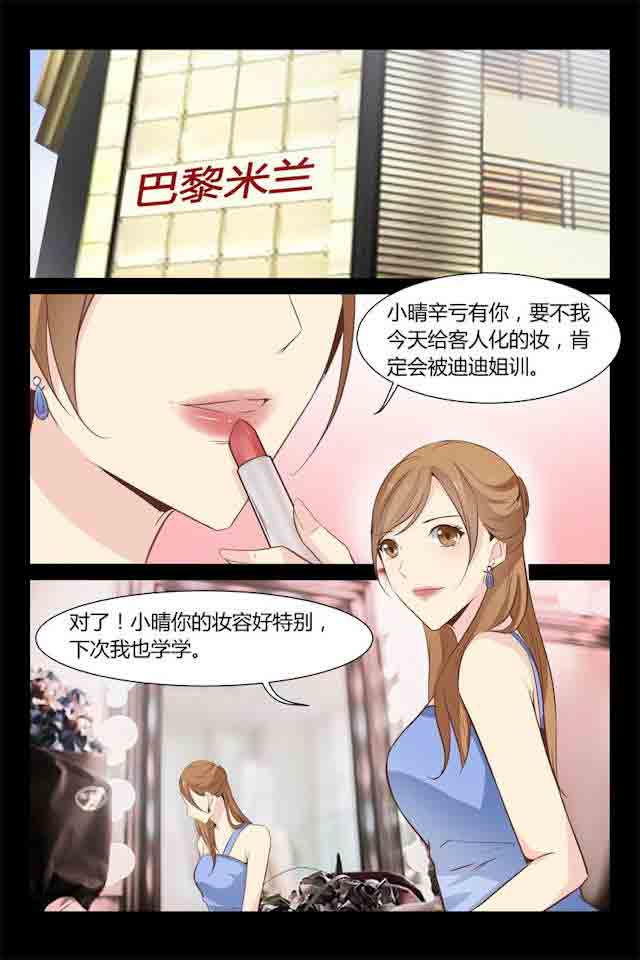 巴黎米兰
小晴辛亏有你，要不我
今天给客人化的妆，肯
定会被迪迪姐训。
对了！小晴你的妆容好特别，
下次我也学学。